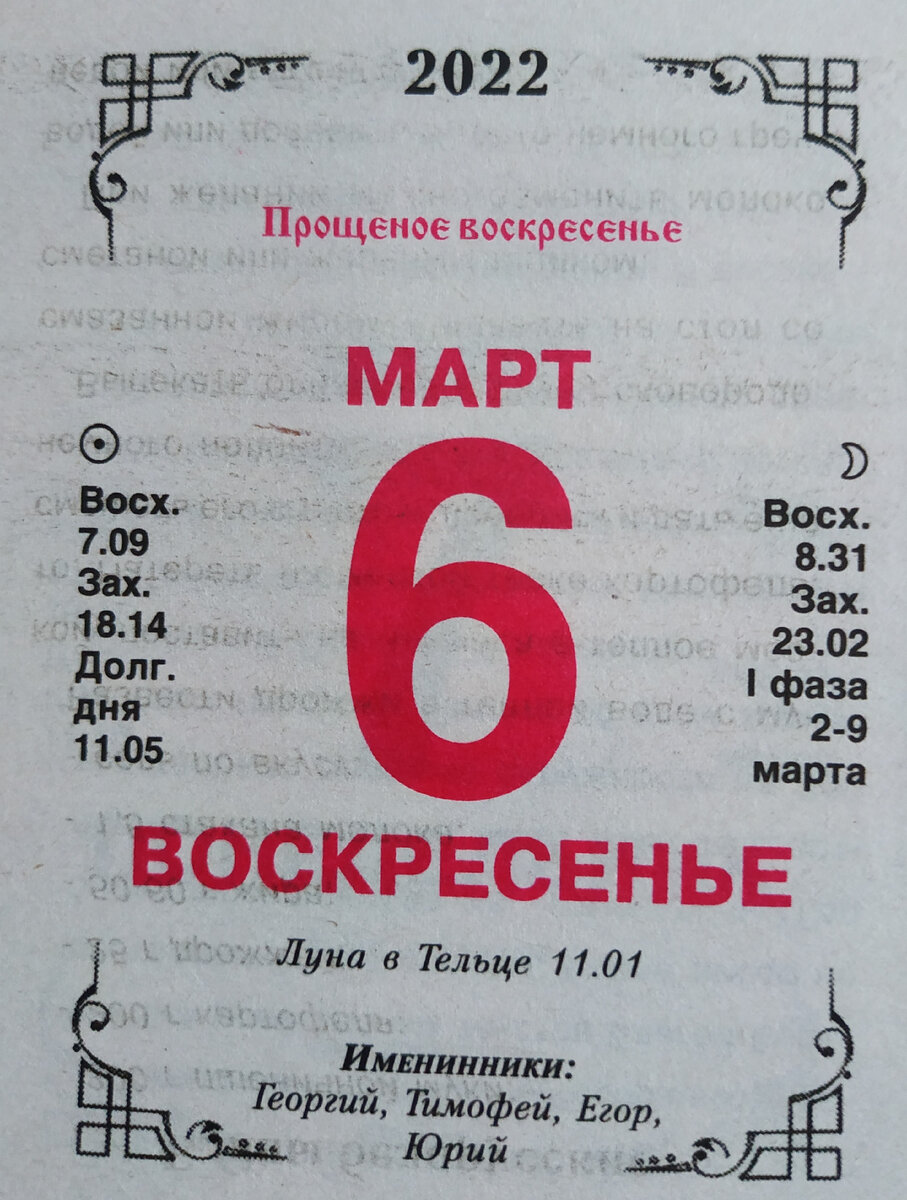 2022
Прощеное воскресенье
МАРТ
6
Восх.
7.09
Зах.
18.14
Долг.
дня
11.05
Восх.
8.31
Зах.
23.02
I фаза
2-9
марта
ВОСКРЕСЕНЬЕ
Луна в Тельце 11.01
Именинники:
Георгий, Тимофей, Егор,
Юрий